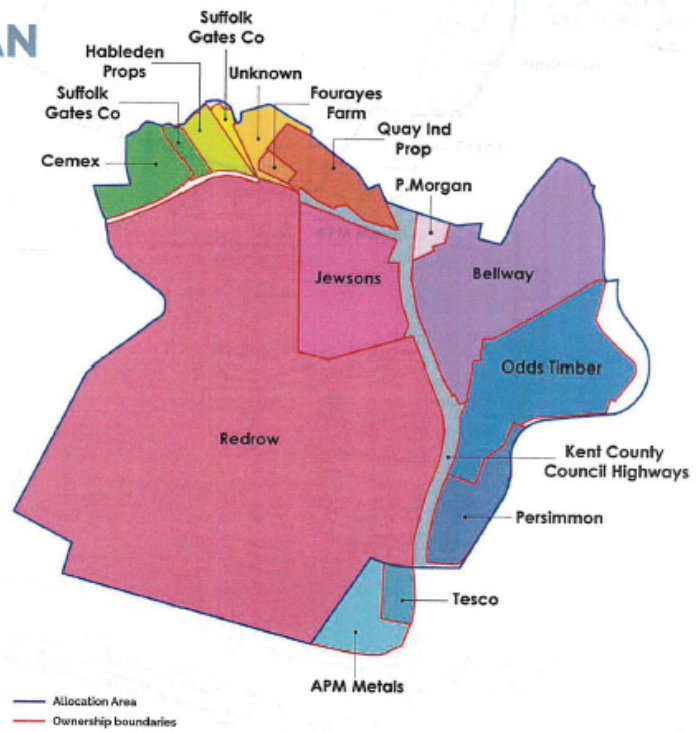 AN
Suffolk
Gates Co
Hableden
Props
Unknown
Suffolk
Gates Co
Fourayes
Farm
Quay Ind
Prop
Cemex
P.Morgan
Jewsons
Bellway
Odds Timber
Redrow
Kent County
Council Highways
Persimmon
Tesco
APM Metals
Allocation Area
Ownership boundaries